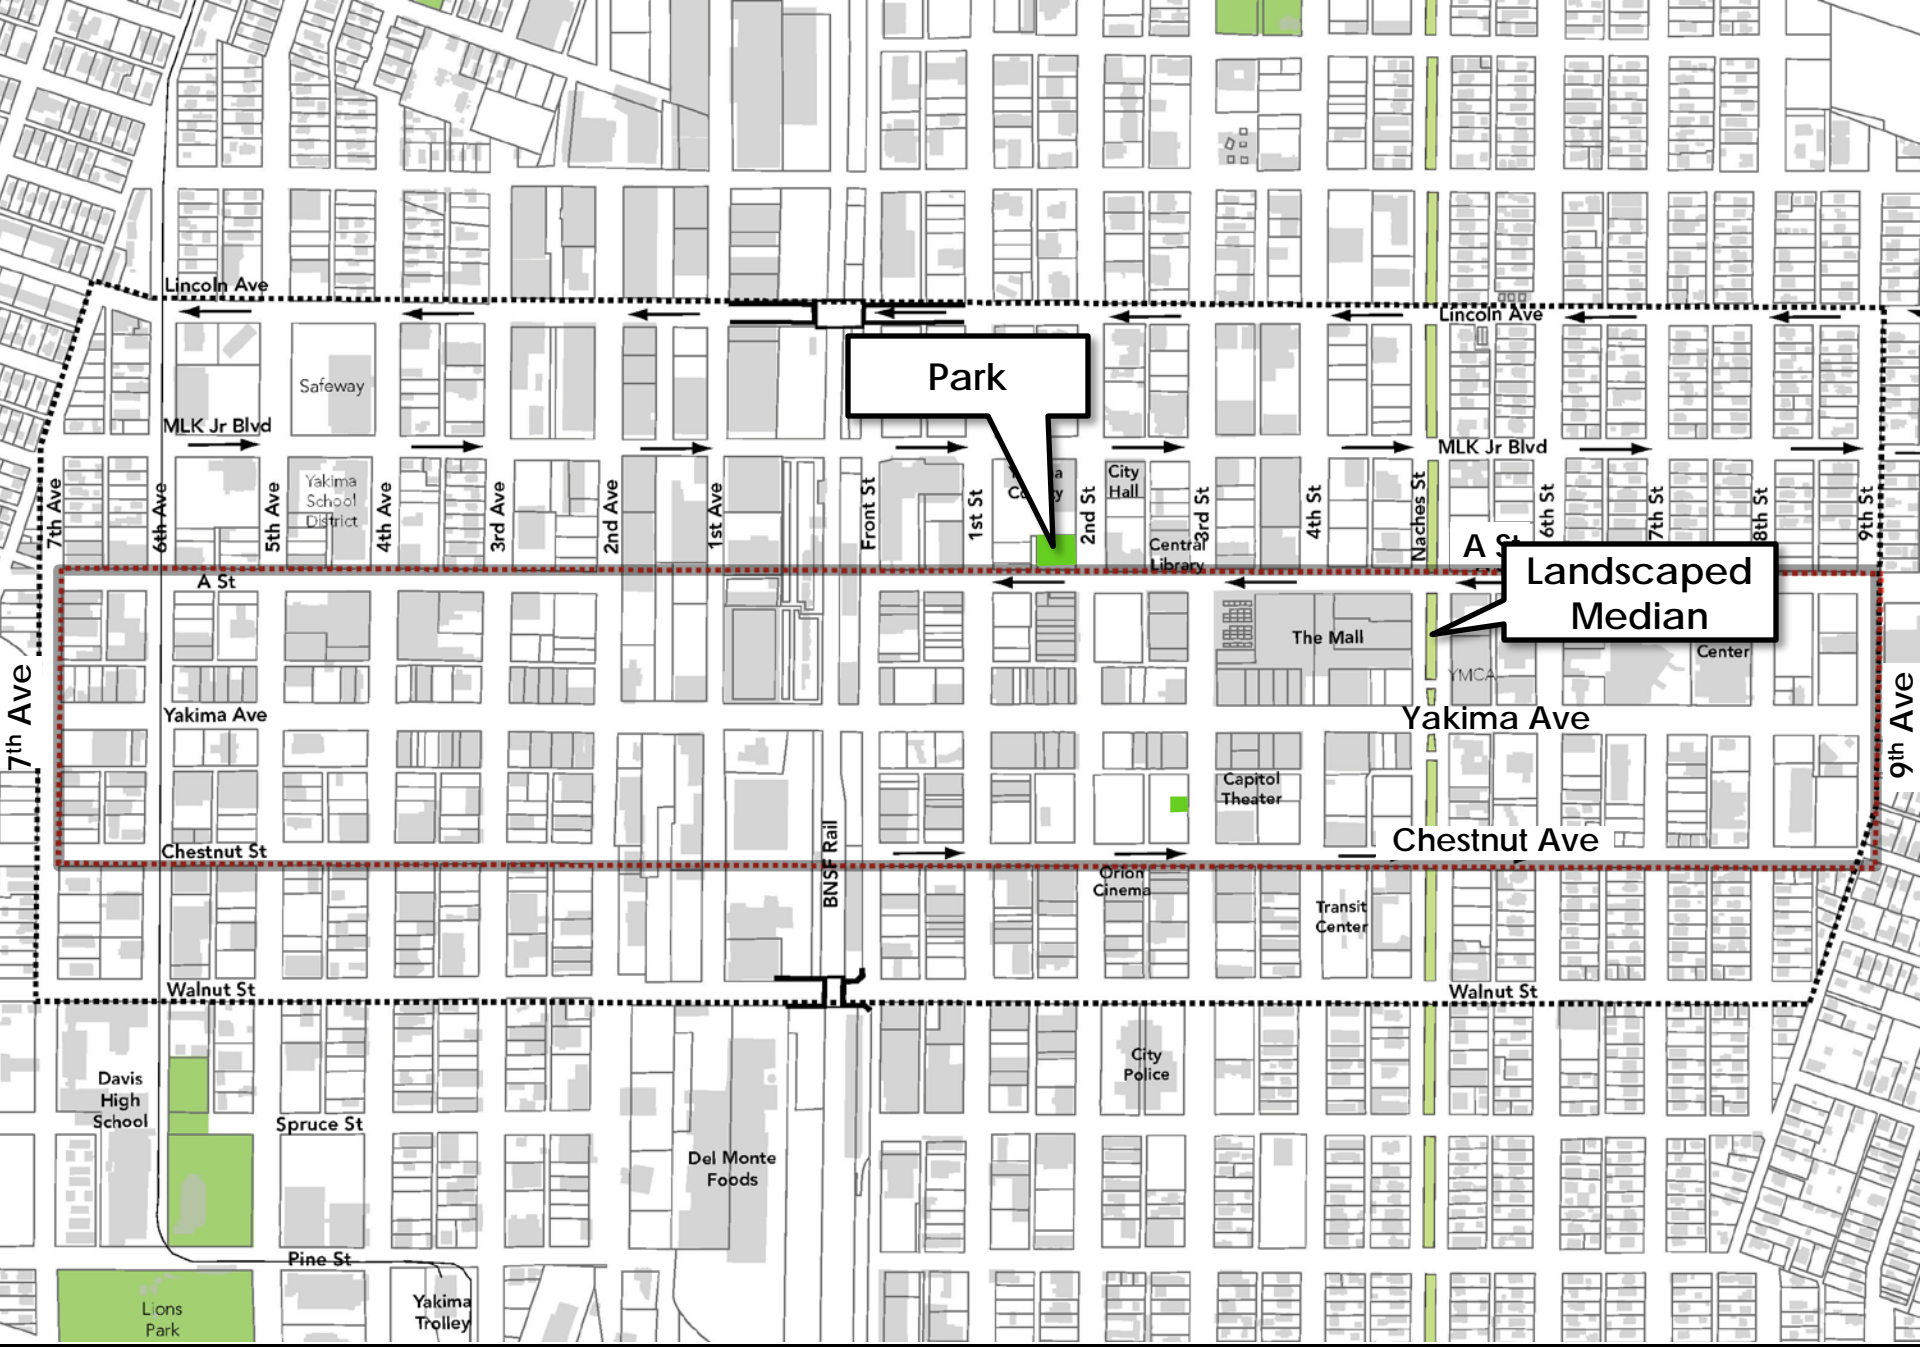 Lincoln Ave
Lincoln Ave
Park
Safeway
MLK Jr Blvd
MLK Jr Blvd
7th Ave
6th Ave
5th Ave
Yakima
School
District
4th Ave
3rd Ave
2nd Ave
1st Ave
Front St
1st St
2nd St
City
Hall
3rd St
4th St
Naches St
6th St
7th St
8th St
9th St
Central
Library
A St
A St
Landscaped
Median
The Mall
Center
YMCA
7th Ave
Yakima Ave
Yakima Ave
9th Ave
Capitol
Theater
Chestnut St
Chestnut Ave
BNSF Rail
Orion
Cinema
Transit
Center
Walnut St
Walnut St
Davis
High
School
City
Police
Spruce St
Del Monte
Foods
Pine St
Lions
Park
Yakima
Trolley